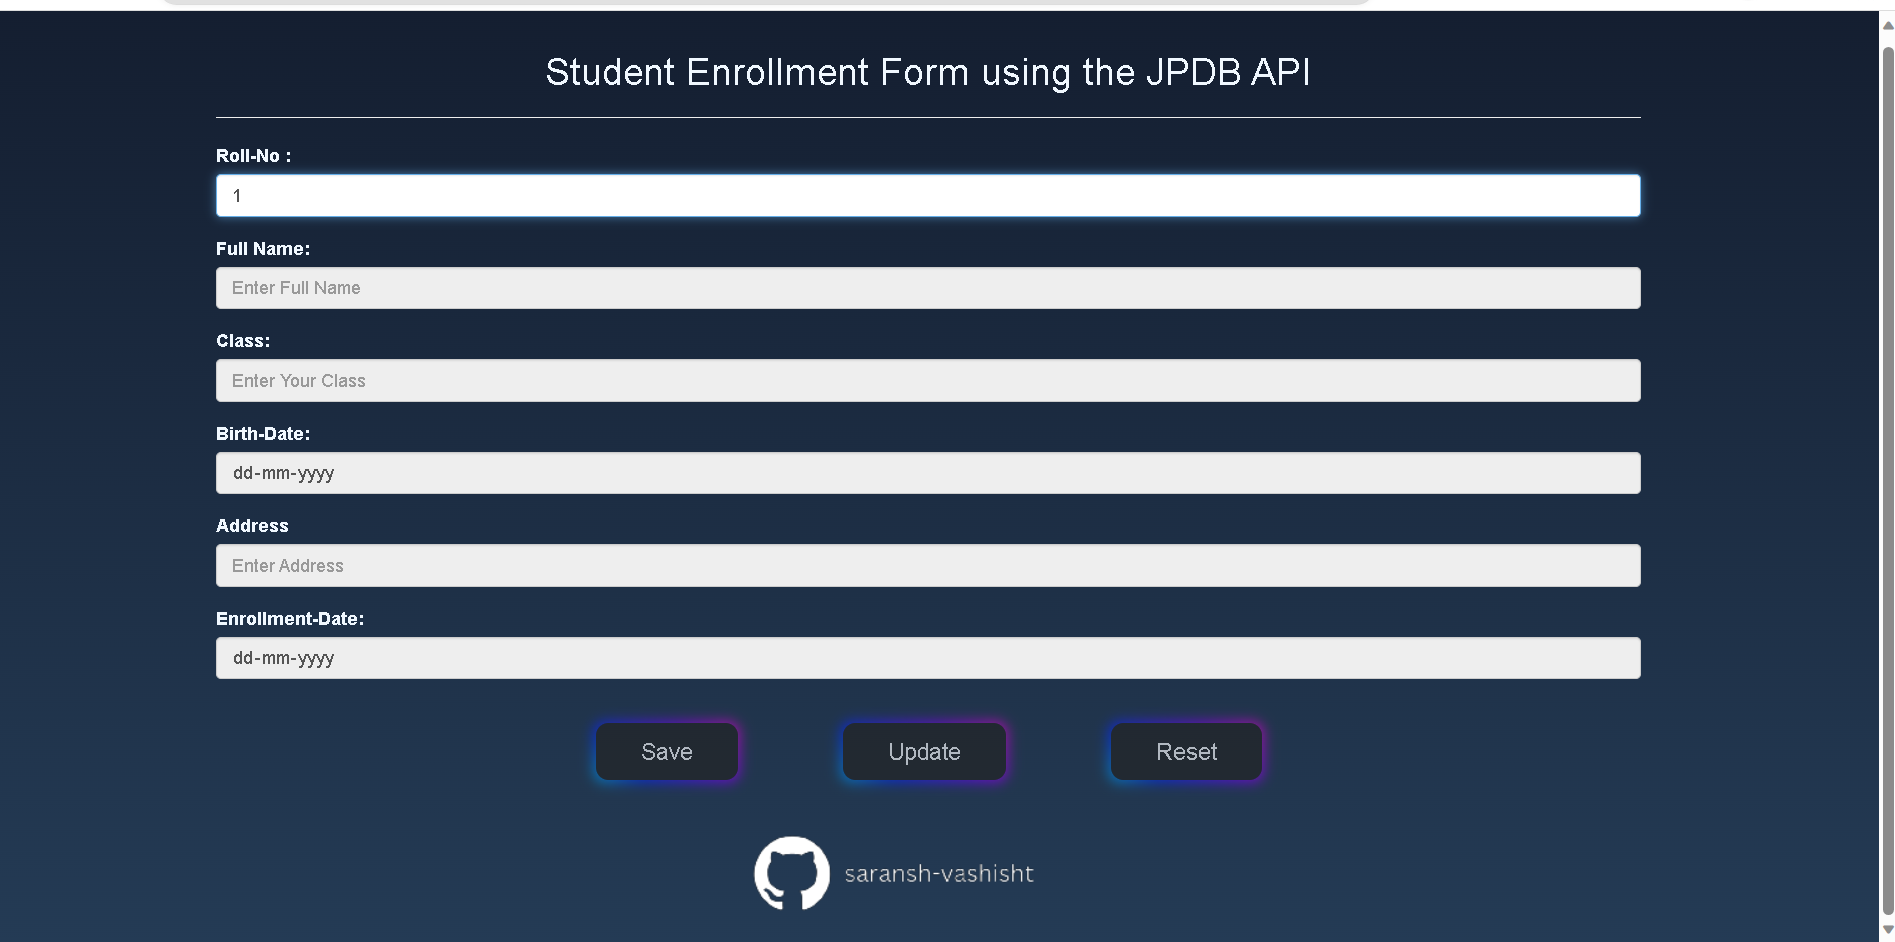 Student Enrollment Form using the JPDB API
Roll-No :
1
Full Name:
Enter Full Name
Class:
Enter Your Class
Birth-Date:
dd-mm-yyyy
Address
Enter Address
Enrollment-Date:
dd-mm-yyyy
Save Update Reset
saransh-vashisht